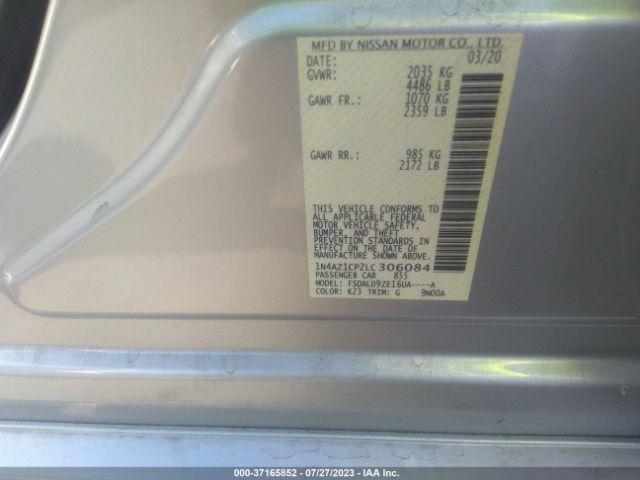 MFD BY NISSAN MOTOR CO., LTD.
DATE: 03/20
GVWR: 2035 KG
4486 LB
GAWR FR.: 1070 KG
2359 LB
GAWR RR.: 985 KG
2172 LB
THIS VEHICLE CONFORMS TO
ALL APPLICABLE FEDERAL
MOTOR VEHICLE SAFETY,
BUMPER, AND THEFT
PREVENTION STANDARDS IN
EFFECT ON THE DATE OF
MANUFACTURE SHOWN ABOVE.
1N4AZ1CPZLC306084
PASSENGER CAR 855
MODEL: FSDALD9ZE16UA----A
COLOR: K23 TRIM: G 9N00A
000-37165852 / 07/27/2023 - IAA Inc.